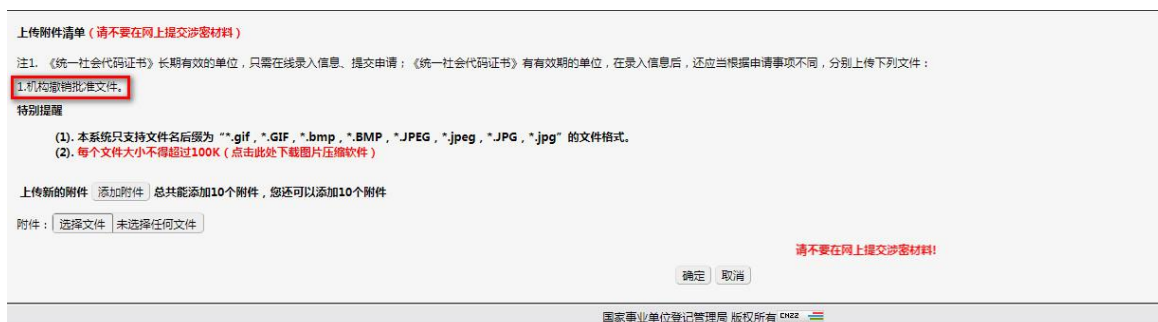 上传附件清单(请不要在网上提交涉密材料)
注1. 《统一社会代码证书》长期有效的单位,只需在线录入信息、提交申请;《统一社会代码证书》有有效期的单位,在录入信息后,还应当根据申请事项不同,分别上传下列文件:
1.机构撤销批准文件。
特别提醒
(1). 本系统只支持文件名后缀为 “*.gif,*.GIF,*.bmp,*.BMP,*.JPEG,*.jpeg,*.JPG,*.jpg” 的文件格式。
(2). 每个文件大小不得超过100K(点击此处下载图片压缩软件)
上传新的附件 添加附件 总共能添加10个附件,您还可以添加10个附件
附件: 选择文件 未选择任何文件
请不要在网上提交涉密材料!
确定 取消
国家事业单位登记管理局 版权所有 CNZZ